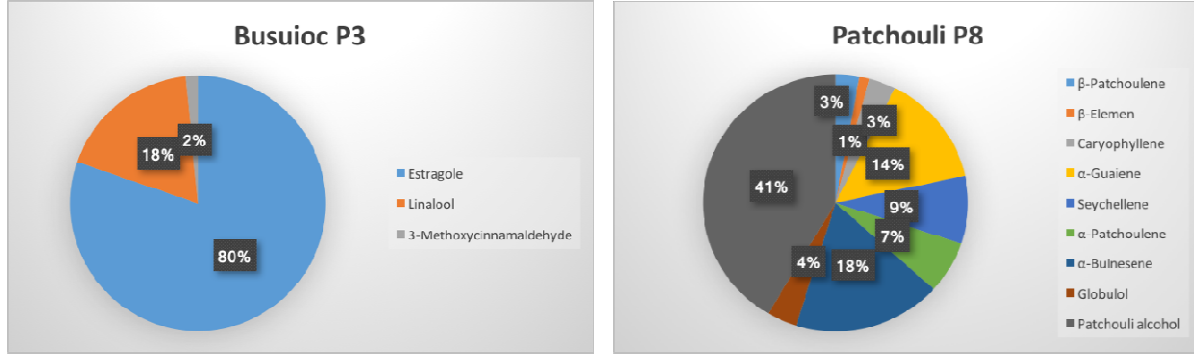 Busuioc P3
2%
18%
80%
Estragole
Linalool
3-Methoxycinnamaldehyde
Patchouli P8
3%
3%
1%
14%
41%
9%
7%
4%
18%
β-Patchoulene
β-Elemen
Caryophyllene
α-Guaiene
Seychellene
α-Patchoulene
α-Bulnesene
Globulol
Patchouli alcohol